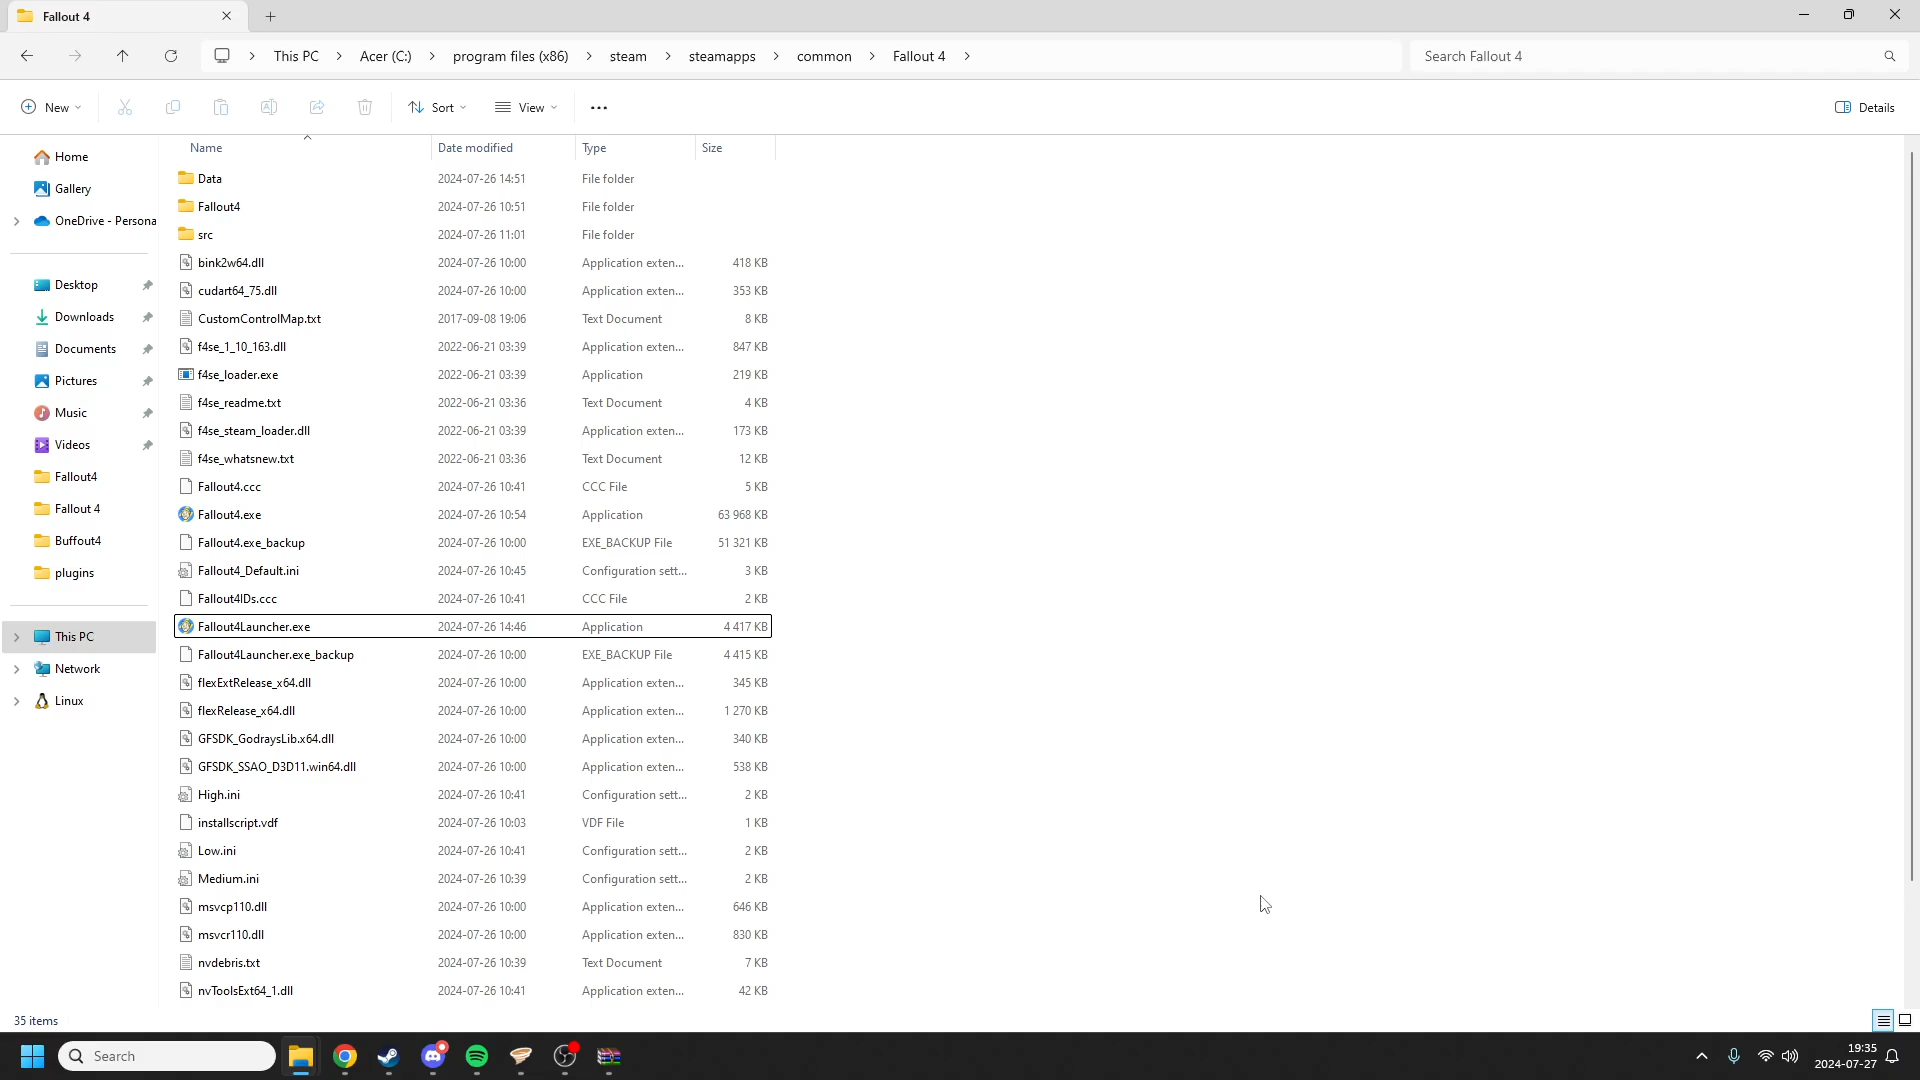 Fallout 4
This PC
Acer (C:)
program files (x86)
steam
steamapps
common
Fallout 4
Search Fallout 4
New
Sort
View
Details
Name
Date modified
Type
Size
Home
Gallery
OneDrive - Persona
Desktop
Downloads
Documents
Pictures
Music
Videos
Fallout4
Fallout 4
Buffout4
plugins
This PC
Network
Linux
Data 2024-07-26 14:51 File folder
Fallout4 2024-07-26 10:51 File folder
src 2024-07-26 11:01 File folder
bink2w64.dll 2024-07-26 10:00 Application exten... 418 KB
cudart64_75.dll 2024-07-26 10:00 Application exten... 353 KB
CustomControlMap.txt 2017-09-08 19:06 Text Document 8 KB
f4se_1_10_163.dll 2022-06-21 03:39 Application exten... 847 KB
f4se_loader.exe 2022-06-21 03:39 Application 219 KB
f4se_readme.txt 2022-06-21 03:36 Text Document 4 KB
f4se_steam_loader.dll 2022-06-21 03:39 Application exten... 173 KB
f4se_whatsnew.txt 2022-06-21 03:36 Text Document 12 KB
Fallout4.ccc 2024-07-26 10:41 CCC File 5 KB
Fallout4.exe 2024-07-26 10:54 Application 63 968 KB
Fallout4.exe_backup 2024-07-26 10:00 EXE_BACKUP File 51 321 KB
Fallout4_Default.ini 2024-07-26 10:45 Configuration sett... 3 KB
Fallout4IDs.ccc 2024-07-26 10:41 CCC File 2 KB
Fallout4Launcher.exe 2024-07-26 14:46 Application 4 417 KB
Fallout4Launcher.exe_backup 2024-07-26 10:00 EXE_BACKUP File 4 415 KB
flexExtRelease_x64.dll 2024-07-26 10:00 Application exten... 345 KB
flexRelease_x64.dll 2024-07-26 10:00 Application exten... 1 270 KB
GFSDK_GodraysLib.x64.dll 2024-07-26 10:00 Application exten... 340 KB
GFSDK_SSAO_D3D11.win64.dll 2024-07-26 10:00 Application exten... 538 KB
High.ini 2024-07-26 10:41 Configuration sett... 2 KB
installscript.vdf 2024-07-26 10:03 VDF File 1 KB
Low.ini 2024-07-26 10:41 Configuration sett... 2 KB
Medium.ini 2024-07-26 10:39 Configuration sett... 2 KB
msvcp110.dll 2024-07-26 10:00 Application exten... 646 KB
msvcr110.dll 2024-07-26 10:00 Application exten... 830 KB
nvdebris.txt 2024-07-26 10:39 Text Document 7 KB
nvToolsExt64_1.dll 2024-07-26 10:41 Application exten... 42 KB
35 items
Search
19:35
2024-07-27